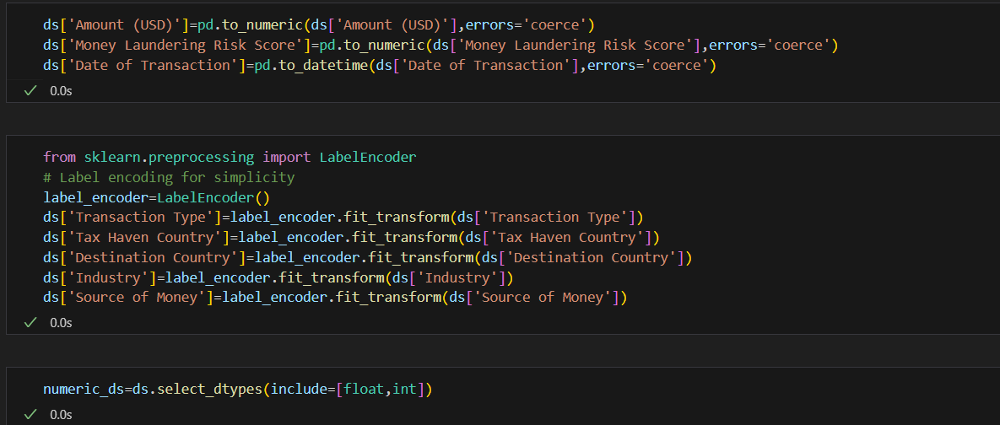 ds['Amount (USD)']=pd.to_numeric(ds['Amount (USD)'],errors='coerce')
ds['Money Laundering Risk Score']=pd.to_numeric(ds['Money Laundering Risk Score'],errors='coerce')
ds['Date of Transaction']=pd.to_datetime(ds['Date of Transaction'],errors='coerce')
0.0s
from sklearn.preprocessing import LabelEncoder
# Label encoding for simplicity
label_encoder=LabelEncoder()
ds['Transaction Type']=label_encoder.fit_transform(ds['Transaction Type'])
ds['Tax Haven Country']=label_encoder.fit_transform(ds['Tax Haven Country'])
ds['Destination Country']=label_encoder.fit_transform(ds['Destination Country'])
ds['Industry']=label_encoder.fit_transform(ds['Industry'])
ds['Source of Money']=label_encoder.fit_transform(ds['Source of Money'])
0.0s
numeric_ds=ds.select_dtypes(include=[float,int])
0.0s